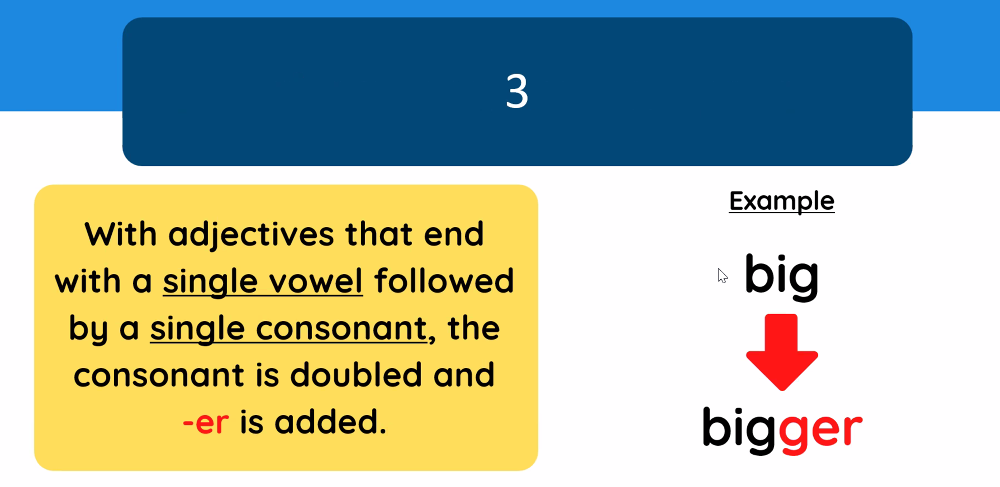 3
With adjectives that end
with a single vowel followed
by a single consonant, the
consonant is doubled and
-er is added.
Example
big
bigger